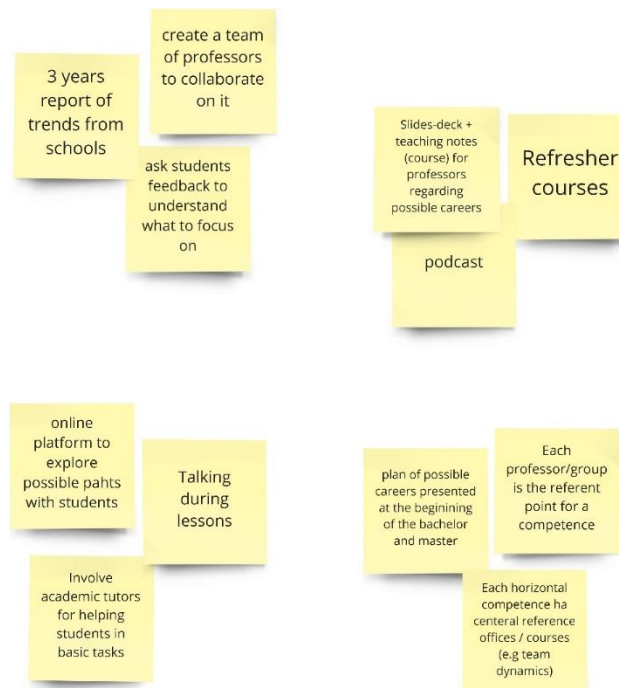 3 years
report of
trends from
schools
create a team
of professors
to collaborate
on it
ask students
feedback to
understand
what to focus
on
Slides-deck +
teaching notes
(course) for
professors
regarding
possible careers
Refresher
courses
podcast
online
platform to
explore
possible pahts
with students
Talking
during
lessons
Involve
academic tutors
for helping
students in
basic tasks
plan of possible
careers presented
at the beginining
of the bachelor
and master
Each
professor/group
is the referent
point for a
competence
Each horizontal
competence ha
centeral reference
offices / courses
(e.g team
dynamics)